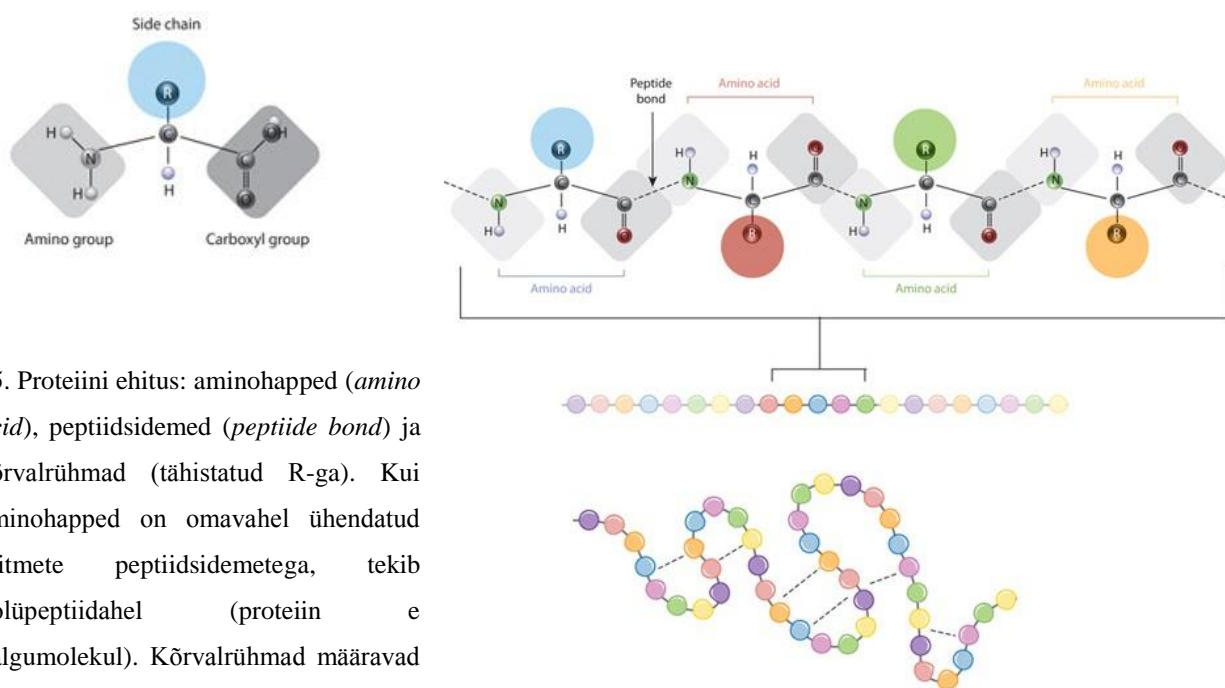 Side chain
R
H
N
C
C
OH
H
H
O
Amino group
Carboxyl group
Peptide
bond
Amino acid
Amino acid
R
H
N
H
O
C
R
H
N
H
O
C
N
C
C
C
N
C
C
C
H
H
O
R
H
H
O
R
Amino acid
Amino acid
5. Proteiini ehitus: aminohapped (amino
cid), peptiidsidemed (peptiide bond) ja
õrvalrühmad (tähistatud R-ga). Kui
minohapped on omavahel ühendatud
itmete peptiidsidemetega, tekib
olüpeptiidahel (proteiin e
algumolekul). Kõrvalrühmad määravad